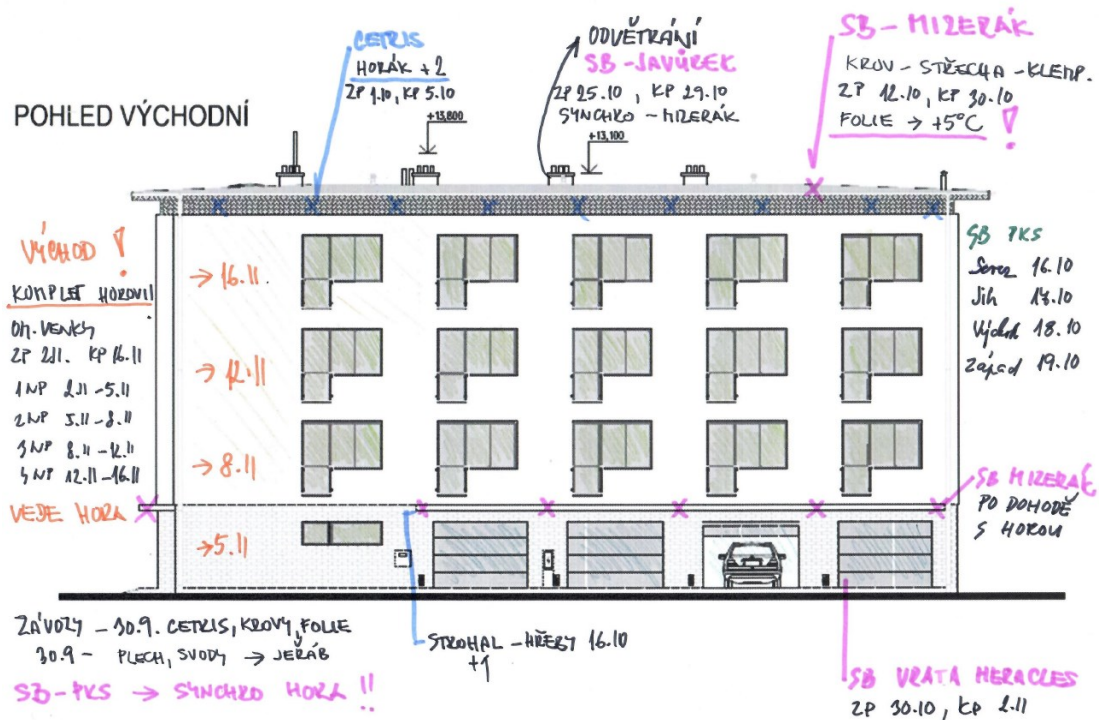 CETRIS
HORÁK +2
ZP 1.10, KP 5.10
ODVĚTRÁNÍ
SB-JAVŮREK
ZP 25.10, KP 29.10
SYNCHRO - MIZERÁK
SB - MIZERÁK
KROV - STŘECHA - KLEMP.
ZP 12.10, KP 30.10
FOLIE → +5°C !
POHLED VÝCHODNÍ
+13,800
+13,100
VÝCHOD !
KOMPLET HOROVI!
OM. VENKY
ZP 2.11. KP 16.11
1NP 2.11 - 5.11
2NP 5.11 - 8.11
3NP 8.11 - 12.11
4NP 12.11 - 16.11
VEDE HORA
→ 16.11.
→ 12.11
→ 8.11
→ 5.11
SB PKS
Sever 16.10
Jih 17.10
Východ 18.10
Západ 19.10
SB MIZERÁK
PO DOHODĚ
S HOROU
ZÁVOZY - 30.9. CETRIS, KROVY, FOLIE
30.9 - PLECH, SVODY → JEŘÁB
SB-PKS → SYNCHRO HORA !!
STROHAL - HŘEBY 16.10
+1
SB VRATA HERACLES
ZP 30.10, KP 2.11